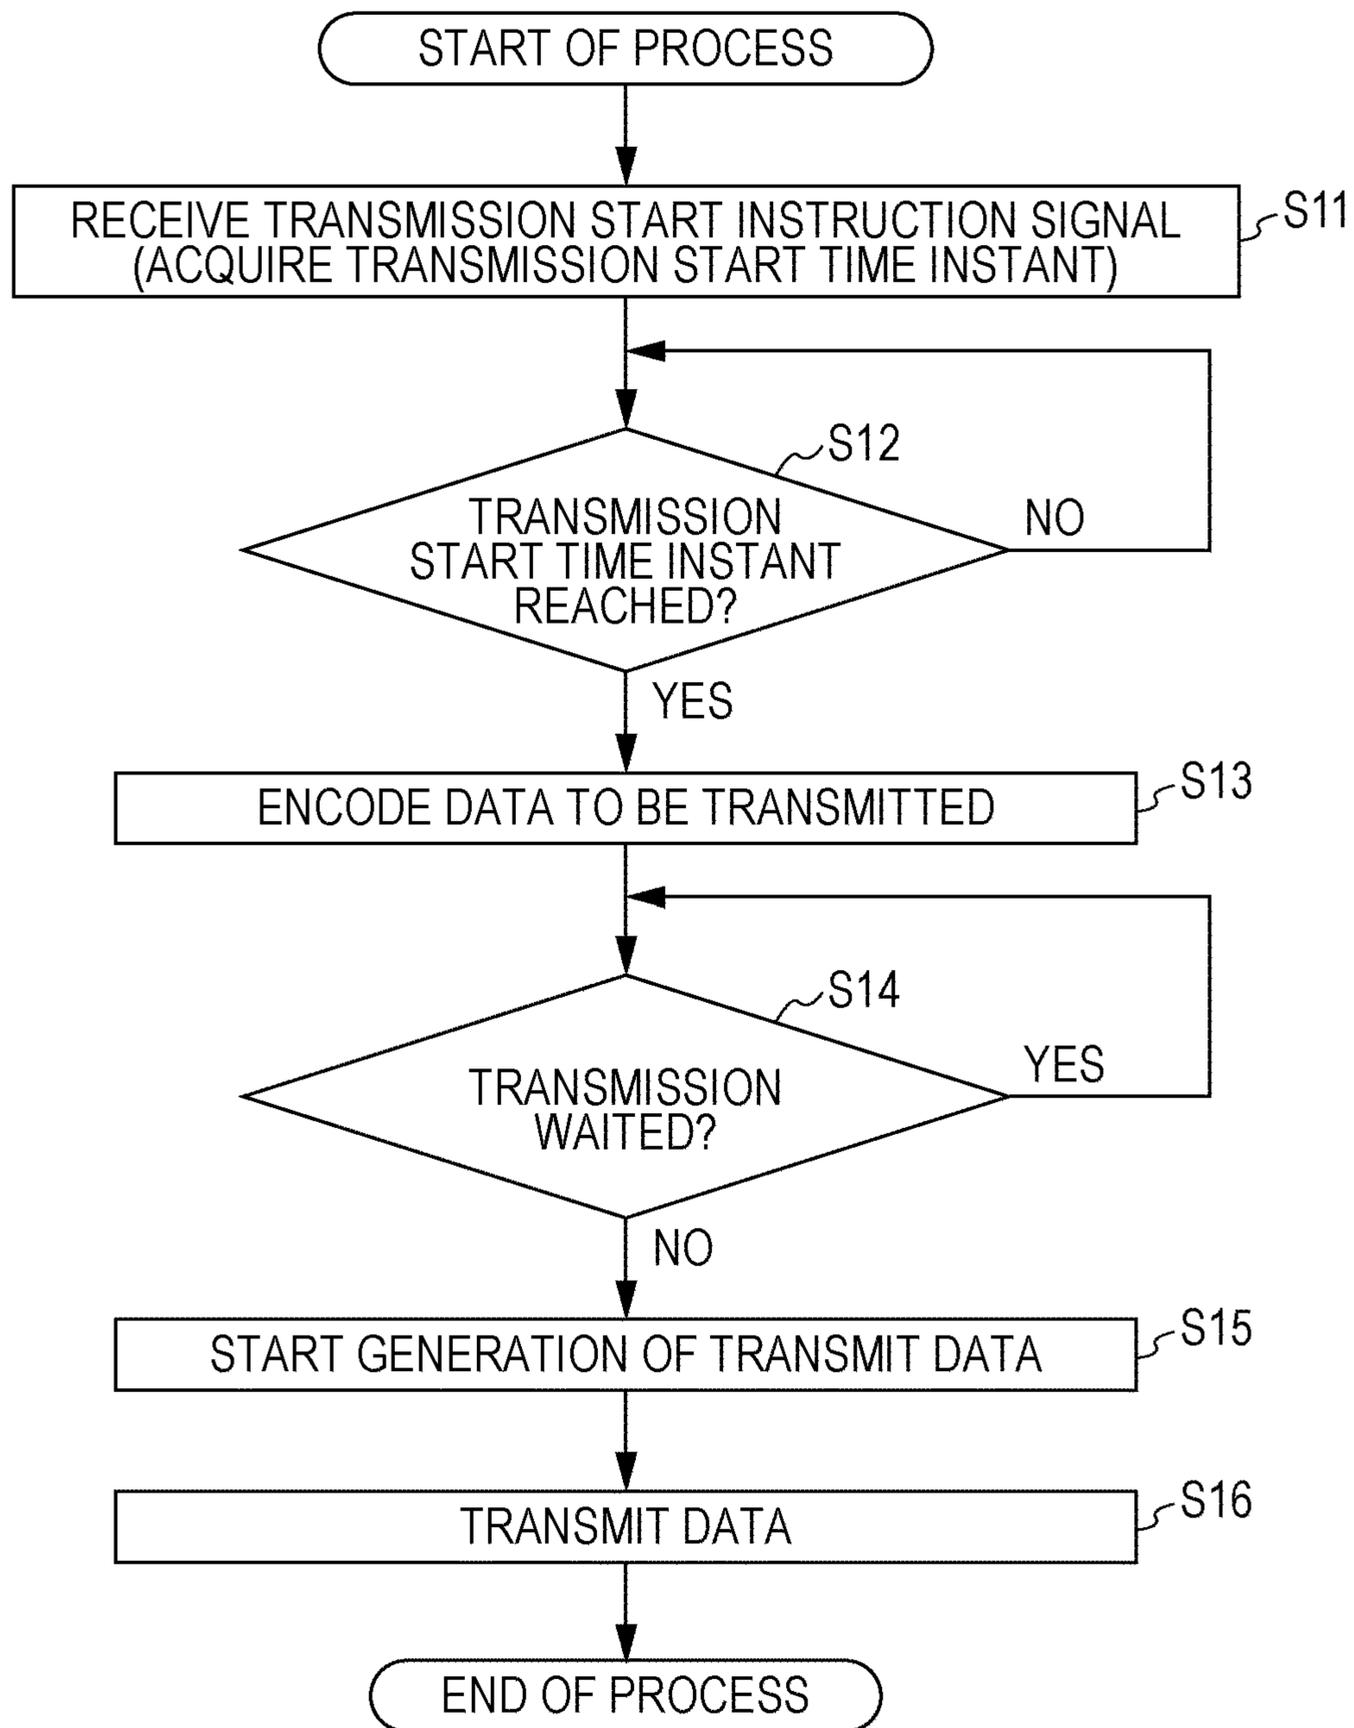 START OF PROCESS
RECEIVE TRANSMISSION START INSTRUCTION SIGNAL
(ACQUIRE TRANSMISSION START TIME INSTANT)
S11
S12
TRANSMISSION
START TIME INSTANT
REACHED?
NO
YES
ENCODE DATA TO BE TRANSMITTED
S13
S14
TRANSMISSION
WAITED?
YES
NO
START GENERATION OF TRANSMIT DATA
S15
TRANSMIT DATA
S16
END OF PROCESS